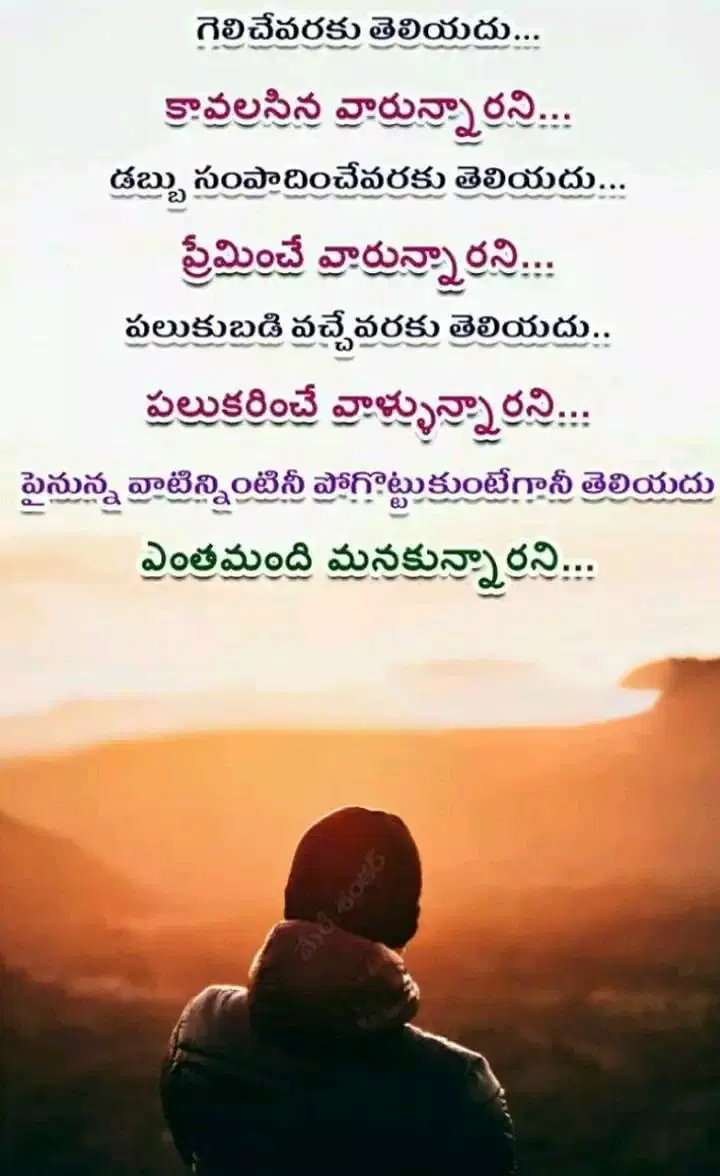 గెలిచేవరకు తెలియదు...
కావలసిన వారున్నారని...
డబ్బు సంపాదించేవరకు తెలియదు...
ప్రేమించే వారున్నారని...
పలుకుబడి వచ్చేవరకు తెలియదు..
పలుకరించే వాళ్ళున్నారని...
పైనున్న వాటిన్నింటినీ పోగొట్టుకుంటేగానీ తెలియదు
ఎంతమంది మనకున్నారని...
శంకర్